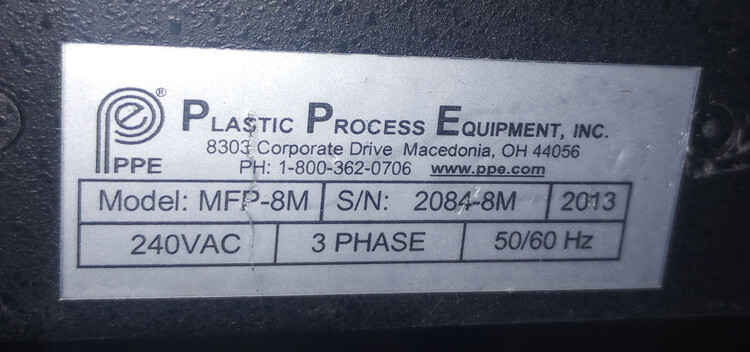 PPE
®
PLASTIC PROCESS EQUIPMENT, INC.
8303 Corporate Drive Macedonia, OH 44056
PH: 1-800-362-0706 www.ppe.com
Model: MFP-8M S/N: 2084-8M 2013
240VAC 3 PHASE 50/60 Hz